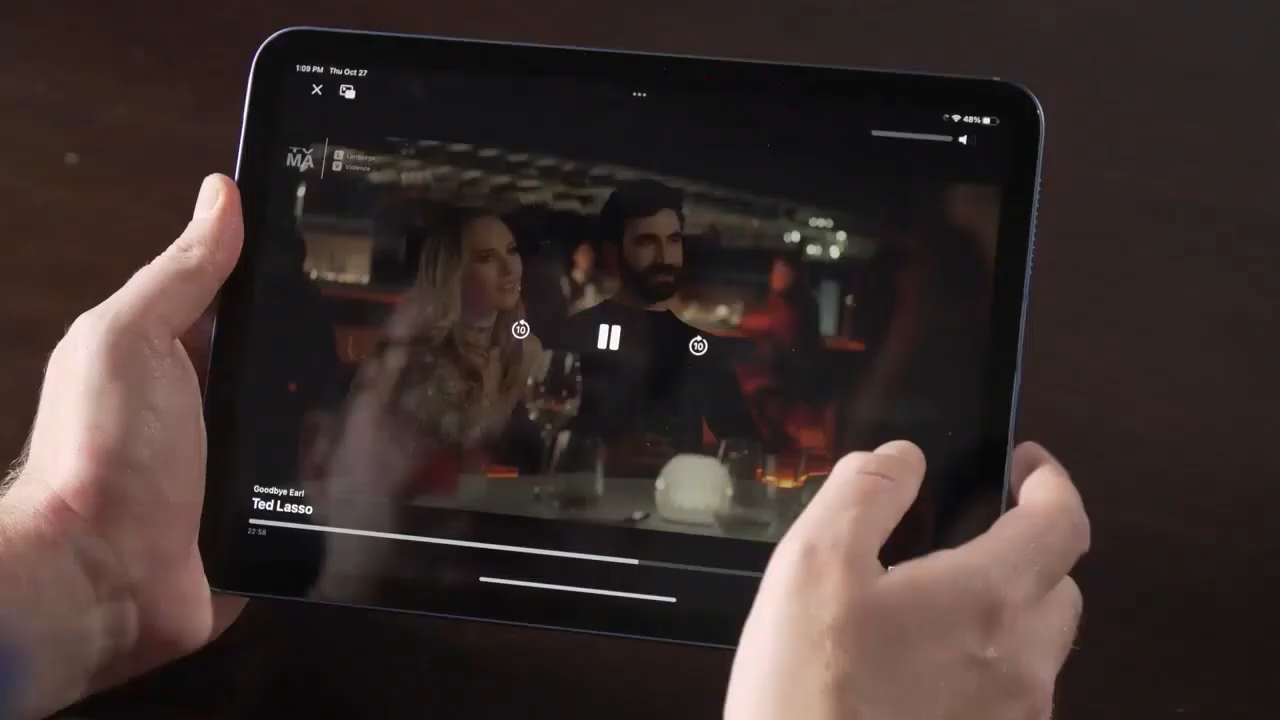 1:09 PM Thu Oct 27
48%
TV
MA
L Language
V Violence
10
10
Goodbye Earl
Ted Lasso
22:58